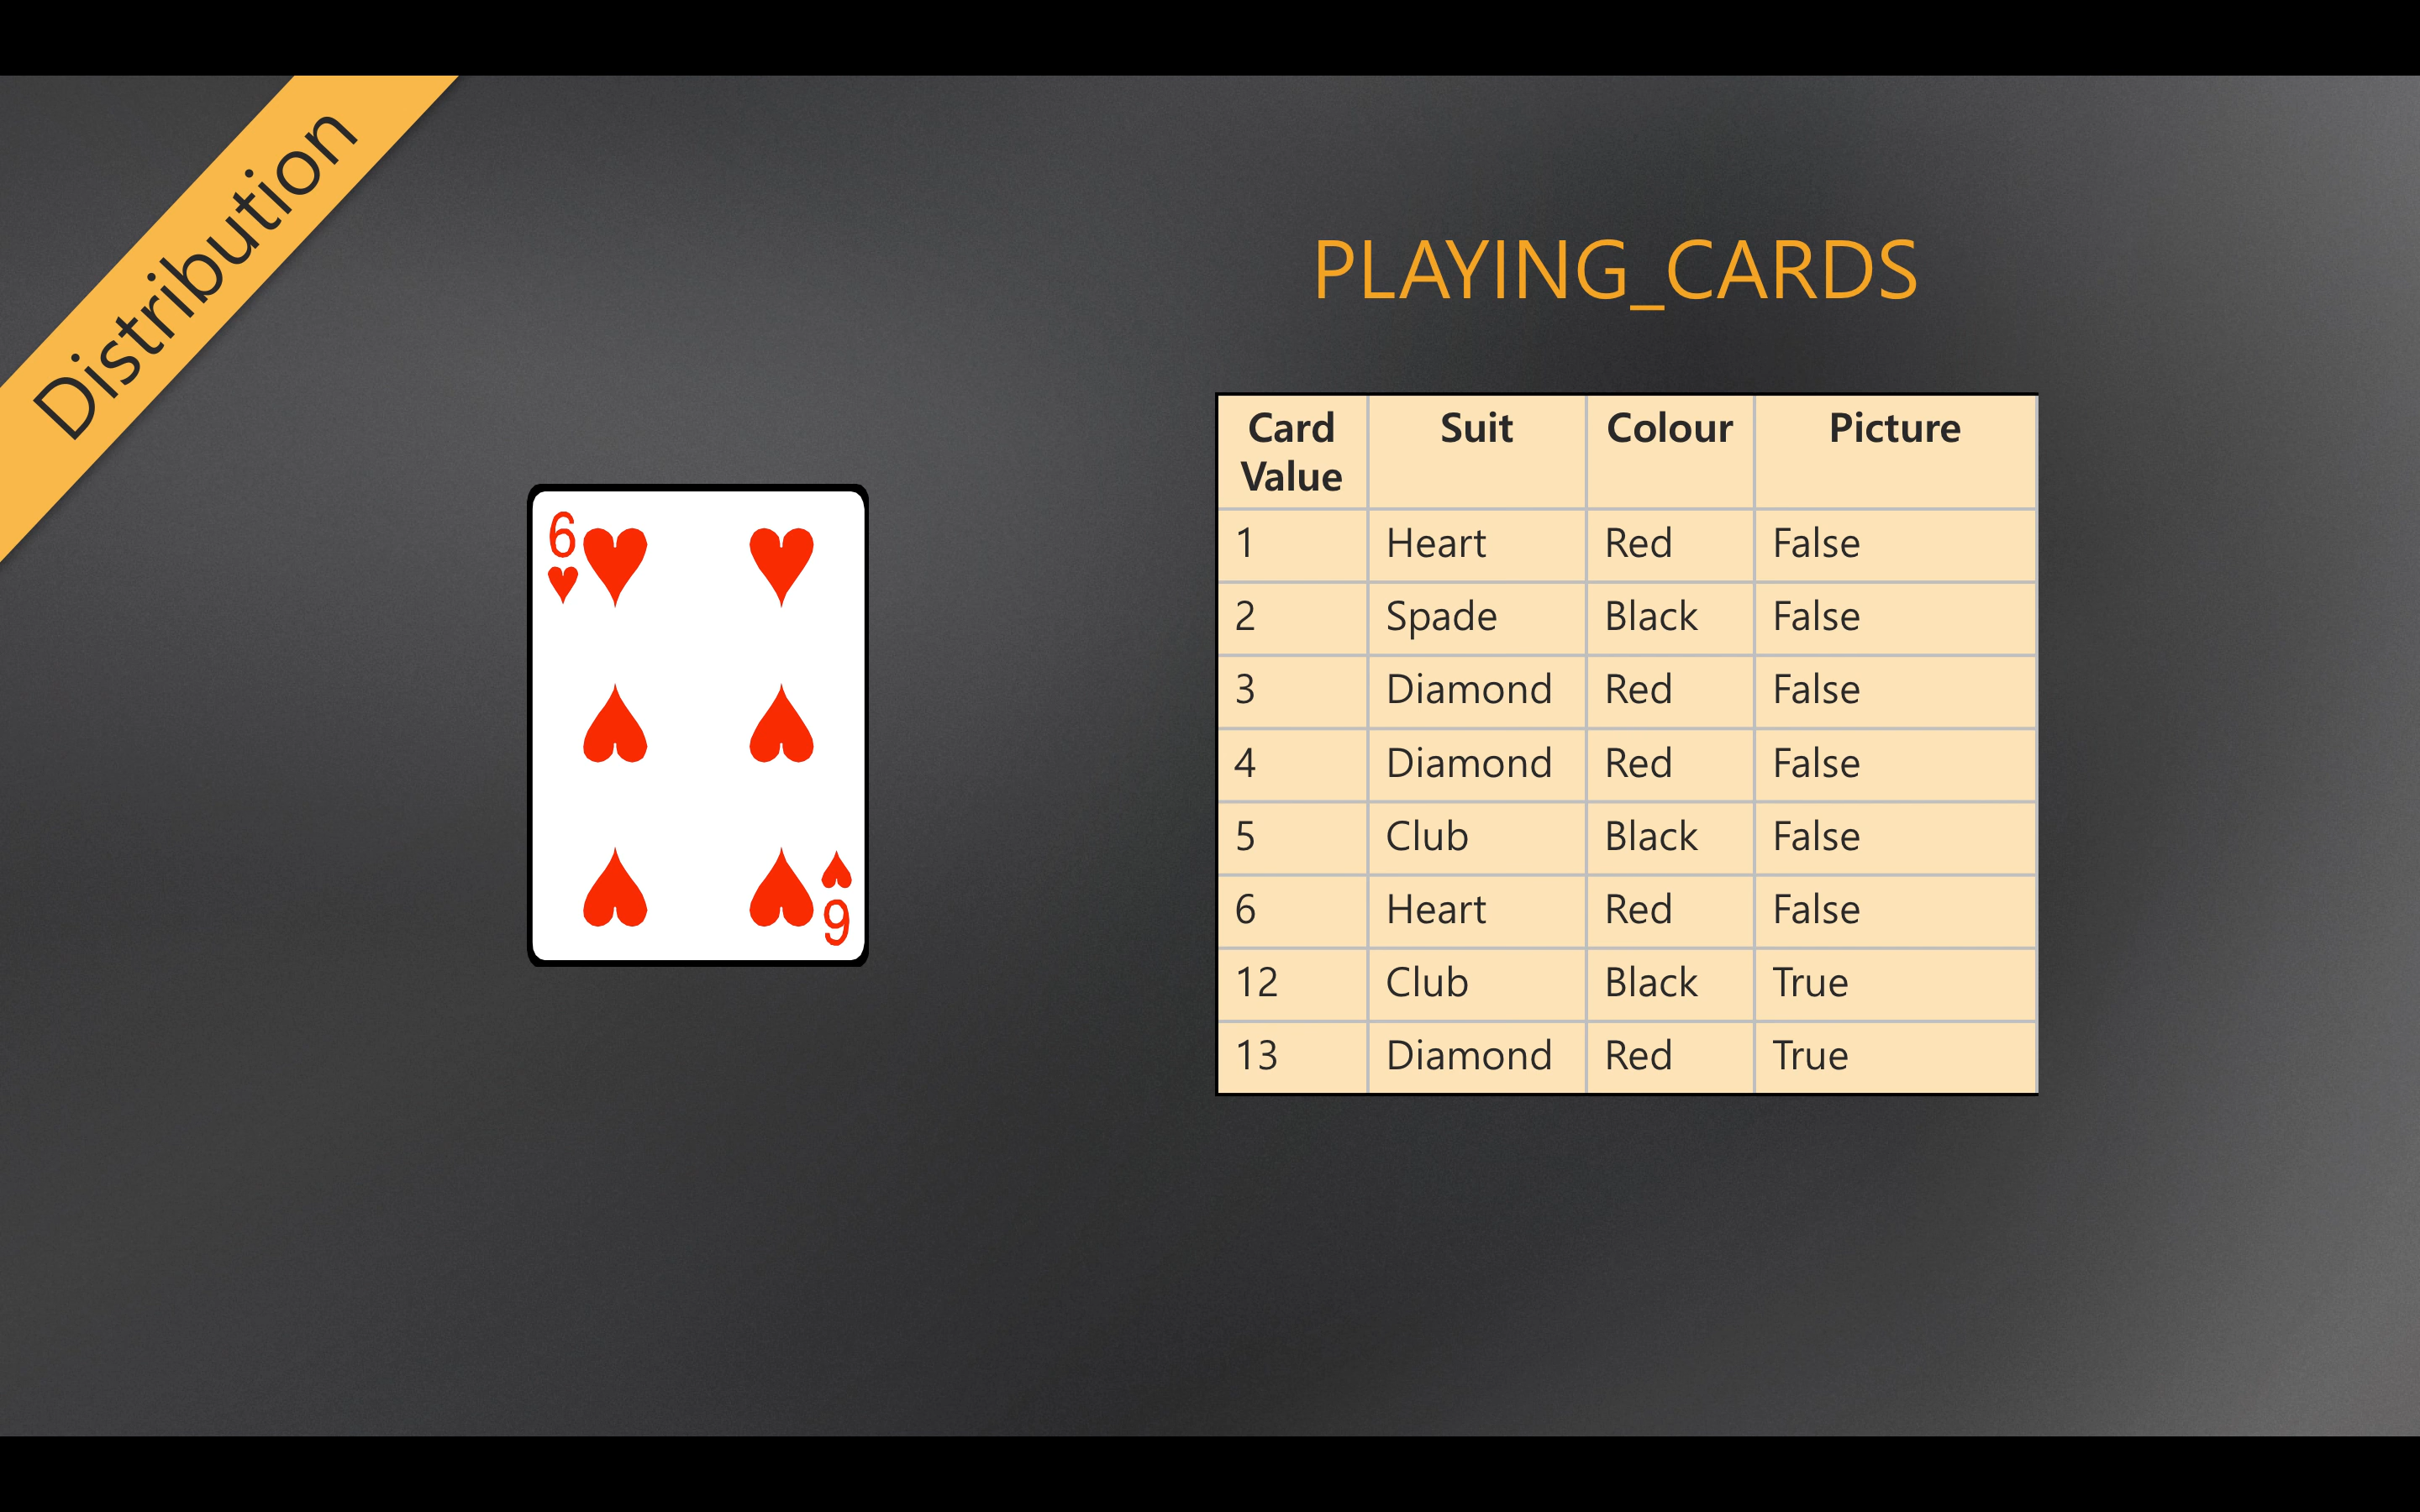 Distribution
PLAYING_CARDS
Card Value Suit Colour Picture
1 Heart Red False
2 Spade Black False
3 Diamond Red False
4 Diamond Red False
5 Club Black False
6 Heart Red False
12 Club Black True
13 Diamond Red True
6
6